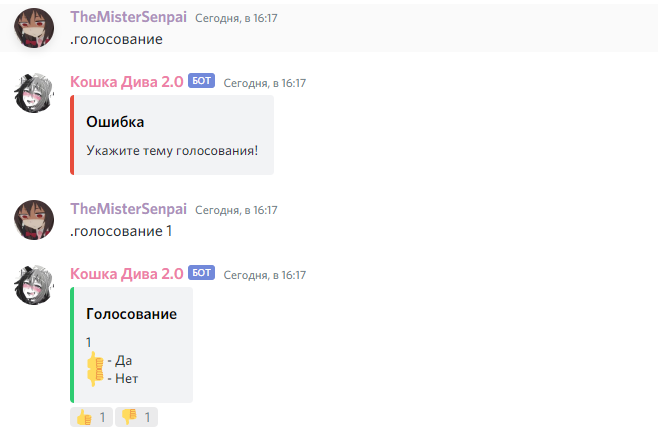 TheMisterSenpai Сегодня, в 16:17
.голосование
Кошка Дива 2.0 БОТ Сегодня, в 16:17
Ошибка
Укажите тему голосования!
TheMisterSenpai Сегодня, в 16:17
.голосование 1
Кошка Дива 2.0 БОТ Сегодня, в 16:17
Голосование
1
👍 - Да
👎 - Нет
👍 1 👎 1